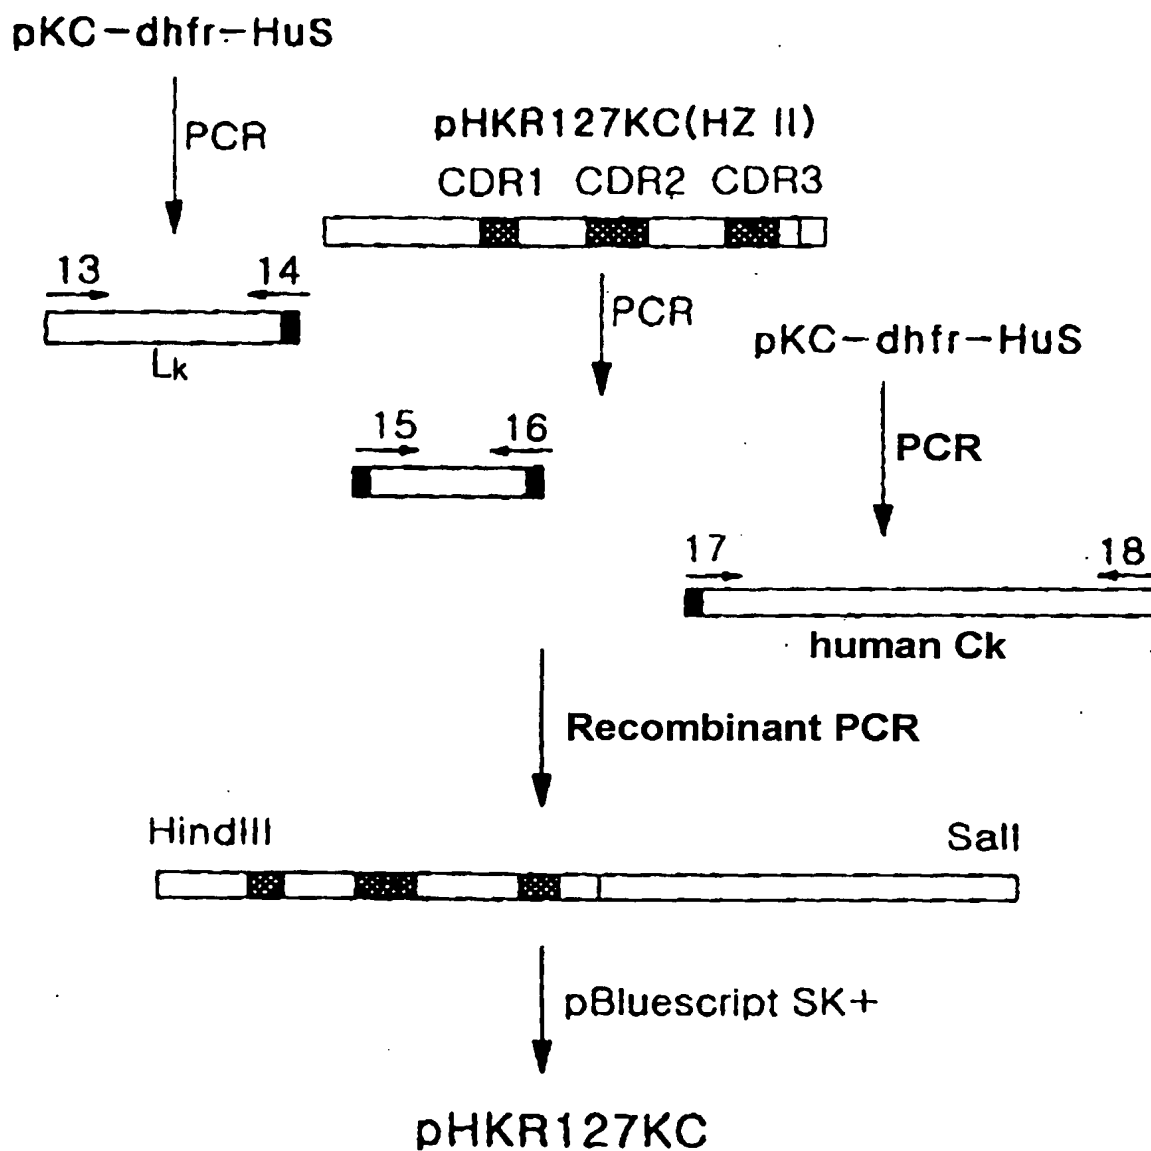 pKC-dhfr-HuS
PCR
pHKR127KC(HZ II)
CDR1 CDR2 CDR3
13 14
Lk
PCR
pKC-dhfr-HuS
15 16
PCR
17 18
human Ck
Recombinant PCR
HindIII SalI
pBluescript SK+
pHKR127KC